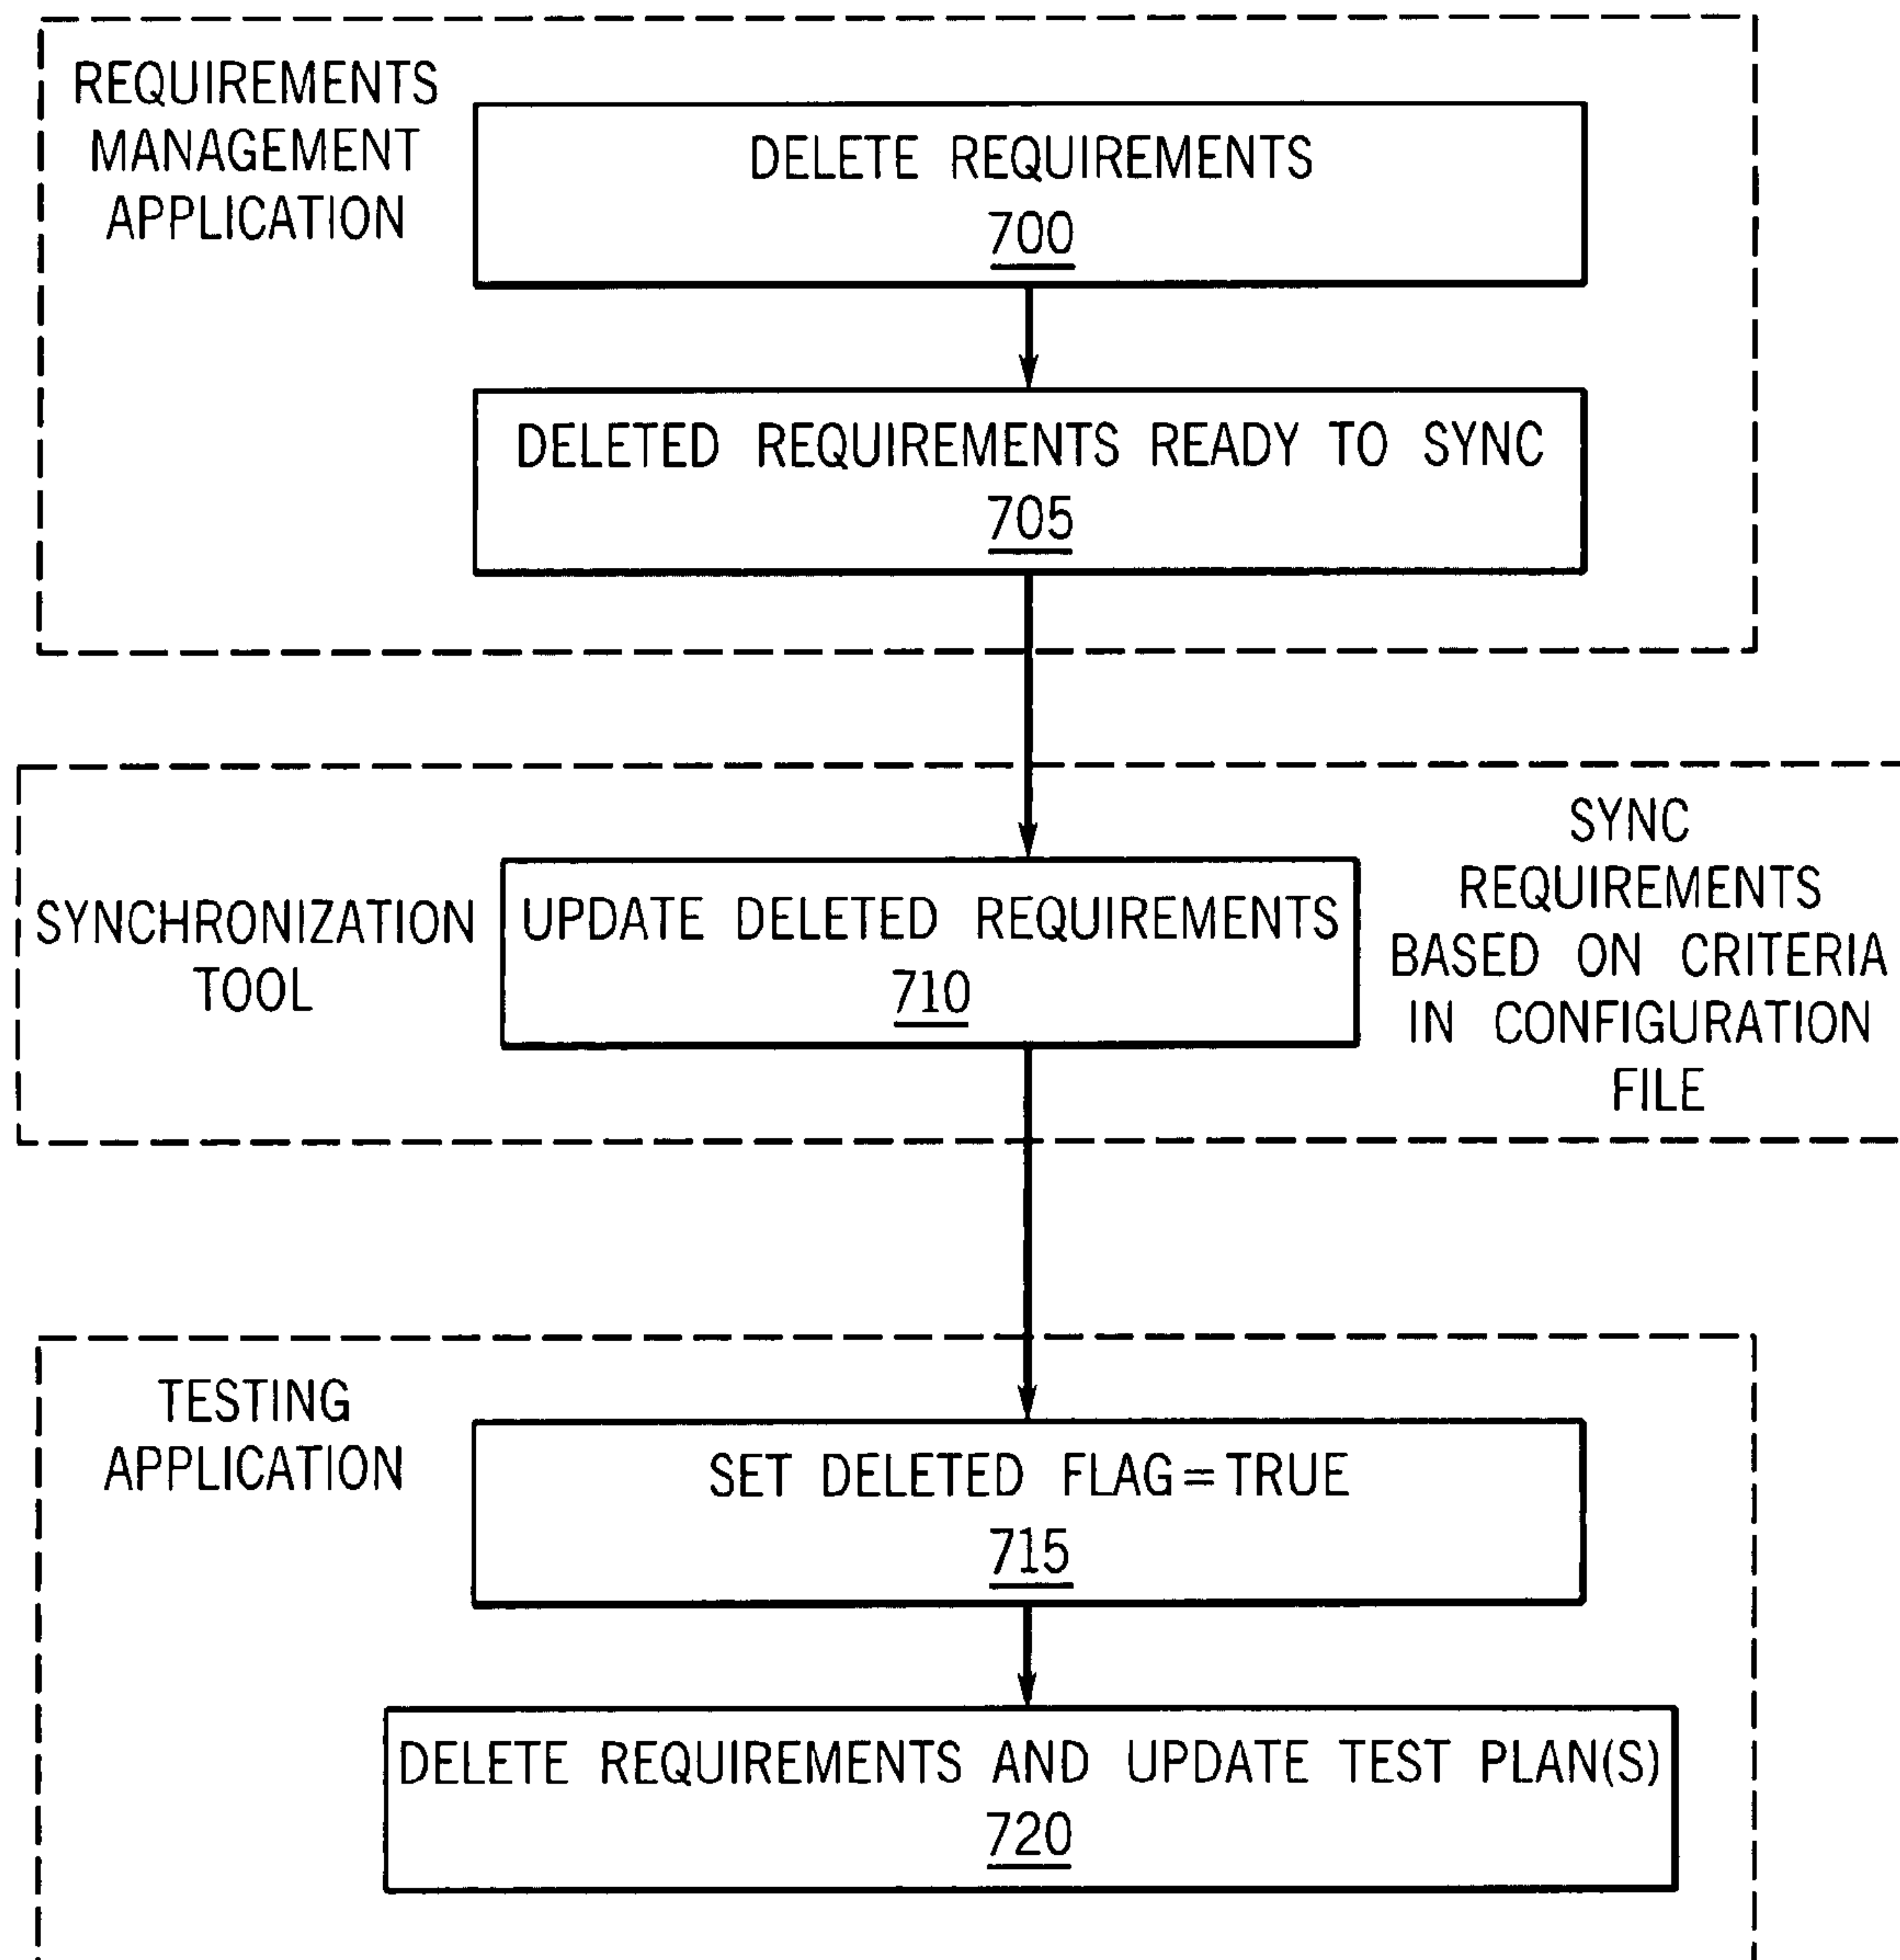 REQUIREMENTS
MANAGEMENT
APPLICATION
DELETE REQUIREMENTS
700
DELETED REQUIREMENTS READY TO SYNC
705
SYNCHRONIZATION
TOOL
UPDATE DELETED REQUIREMENTS
710
SYNC
REQUIREMENTS
BASED ON CRITERIA
IN CONFIGURATION
FILE
TESTING
APPLICATION
SET DELETED FLAG=TRUE
715
DELETE REQUIREMENTS AND UPDATE TEST PLAN(S)
720